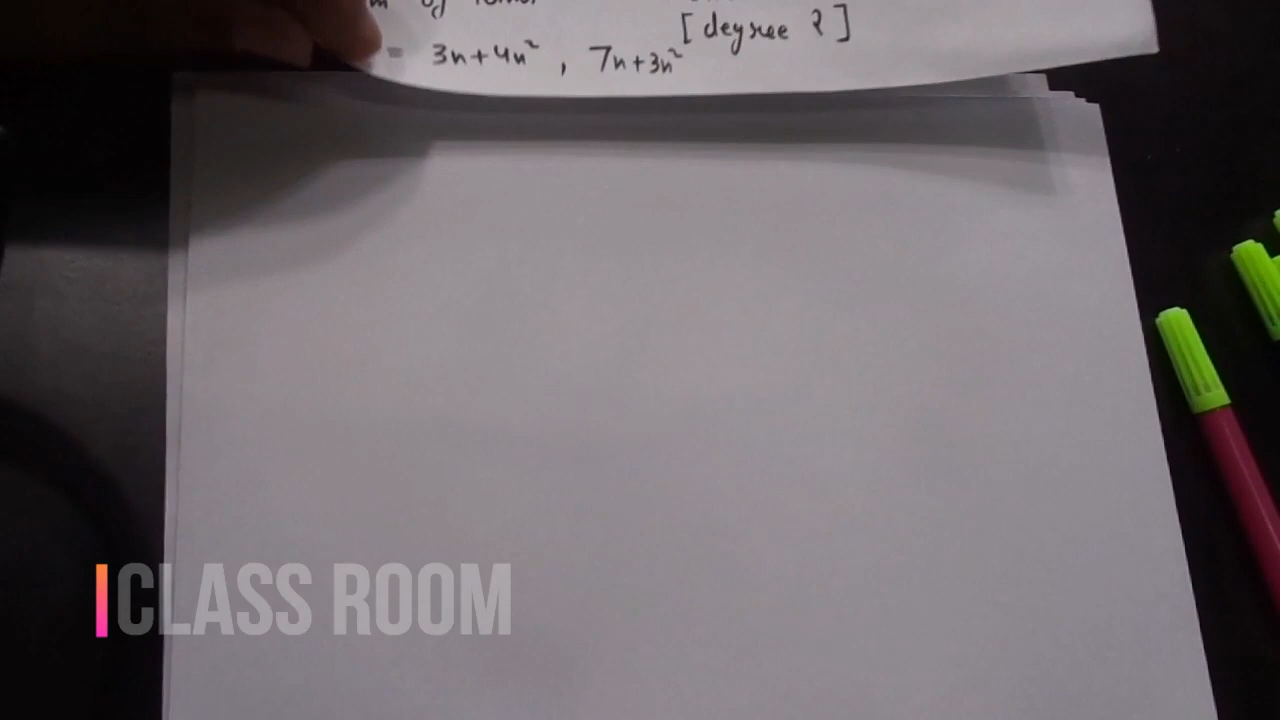 [degree ?]
= 3n+4n², 7n+3n²
CLASS ROOM